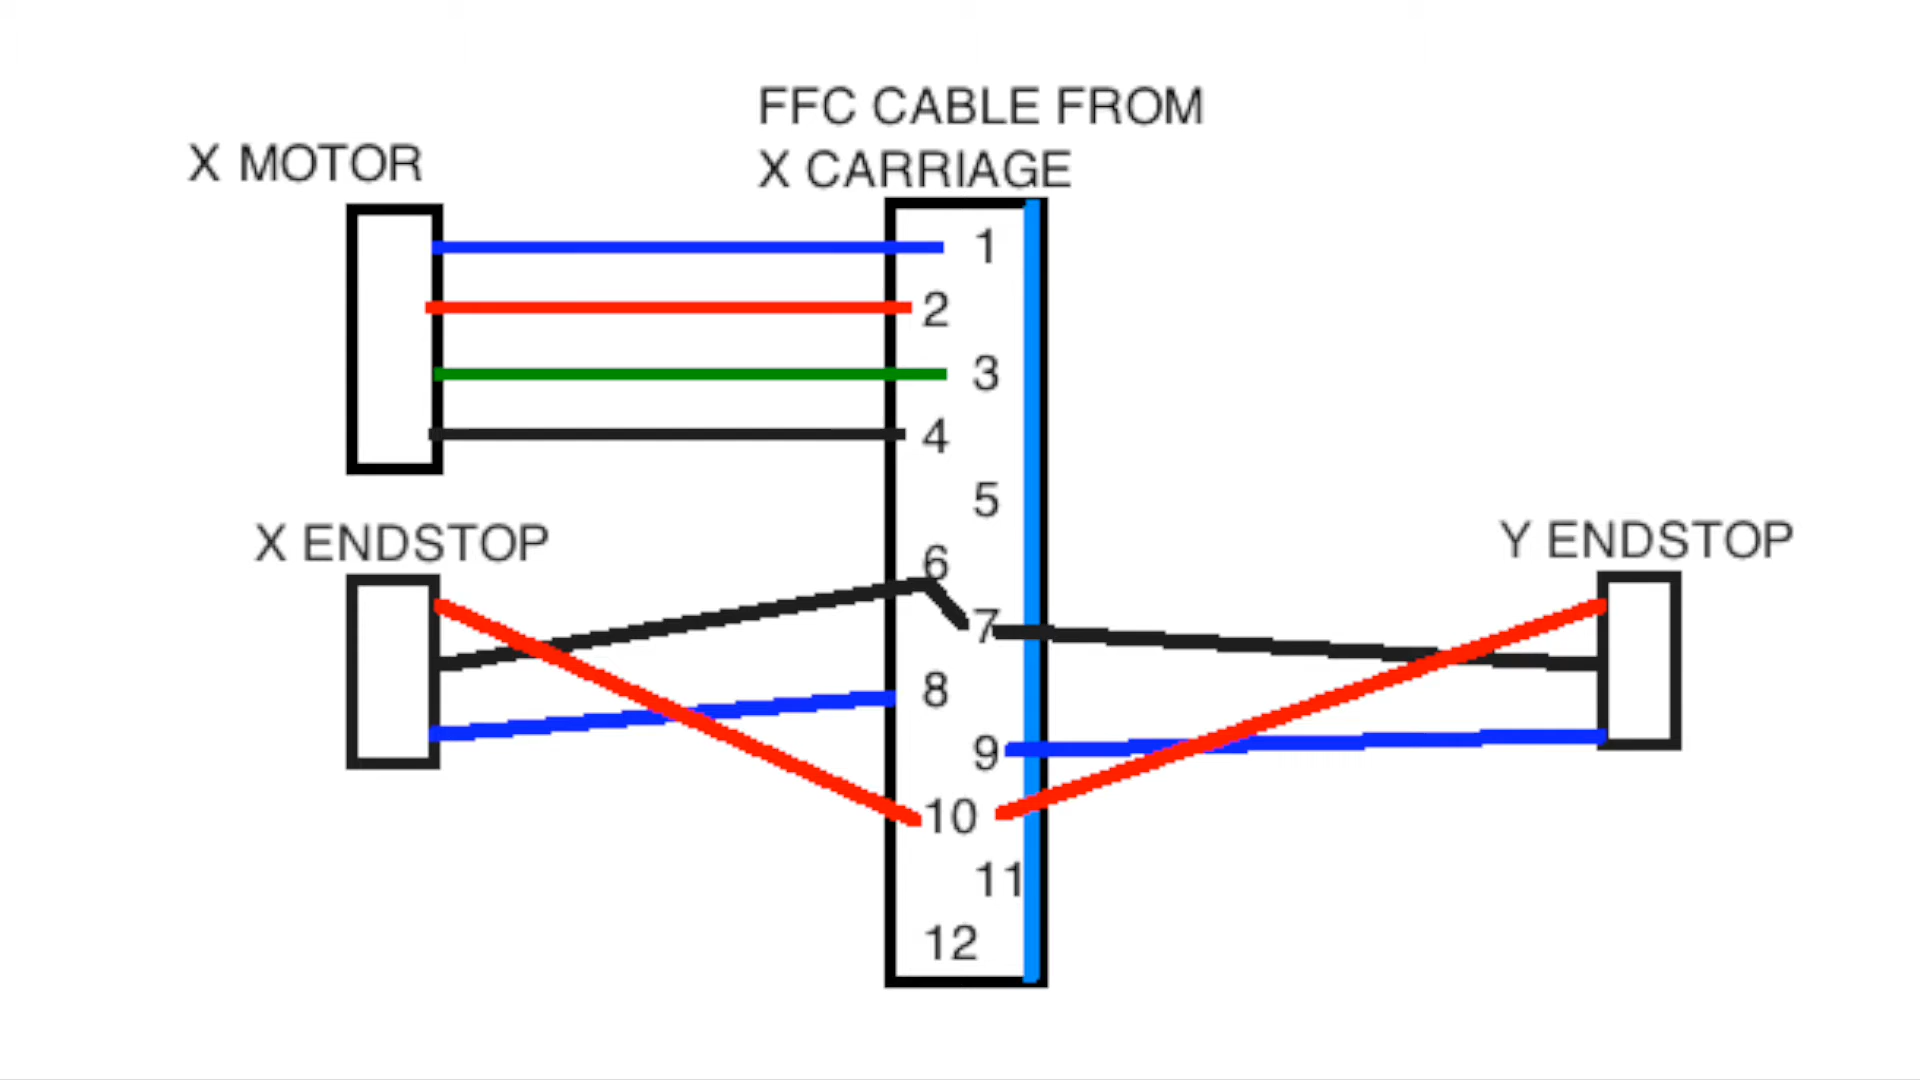 FFC CABLE FROM
X CARRIAGE
X MOTOR
1
2
3
4
5
6
7
8
9
10
11
12
X ENDSTOP
Y ENDSTOP